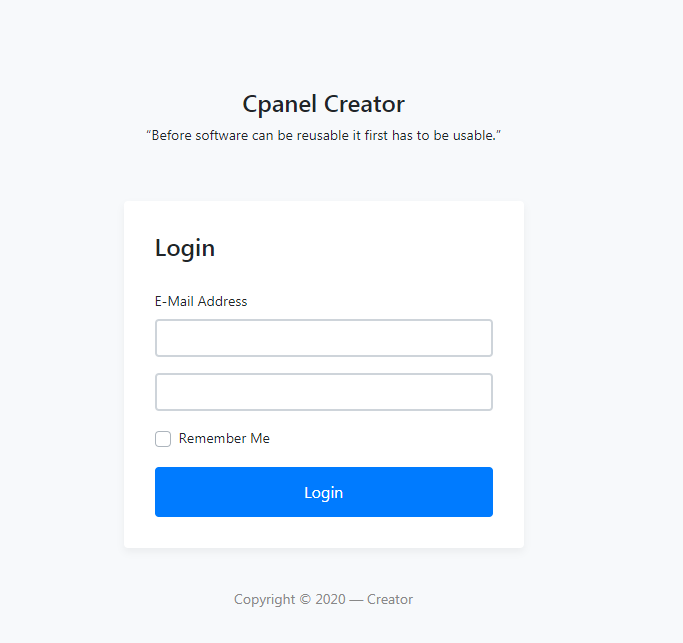 Cpanel Creator
“Before software can be reusable it first has to be usable.”
Login
E-Mail Address
Remember Me
Login
Copyright © 2020 — Creator